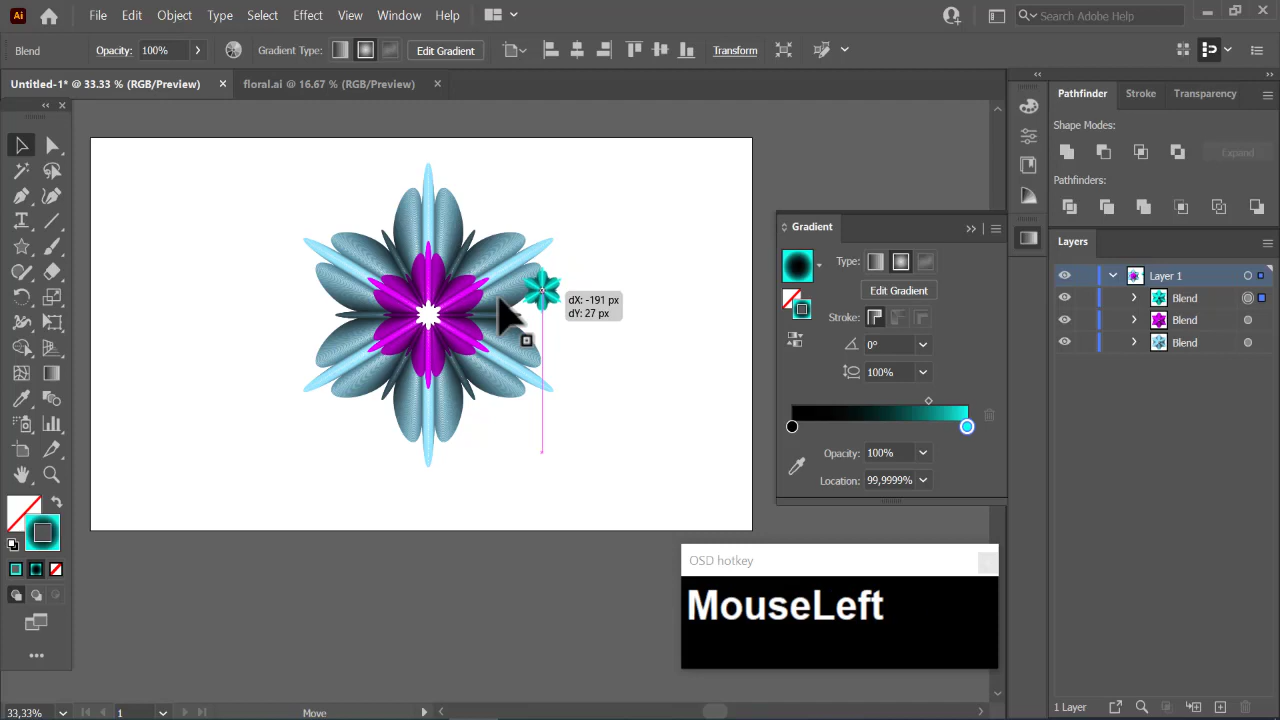 Ai File Edit Object Type Select Effect View Window Help Search Adobe Help
Blend Opacity: 100% Gradient Type: Edit Gradient Transform
Untitled-1* @ 33.33 % (RGB/Preview) × floral.ai @ 16.67 % (RGB/Preview) ×
Pathfinder Stroke Transparency
Shape Modes:
Expand
Pathfinders:
Gradient
Type:
Edit Gradient
Stroke:
0°
100%
Opacity: 100%
Location: 99,9999%
Layers
Layer 1
Blend
Blend
Blend
dX: -191 px
dY: 27 px
OSD hotkey
MouseLeft
33,33% 1 Move
1 Layer